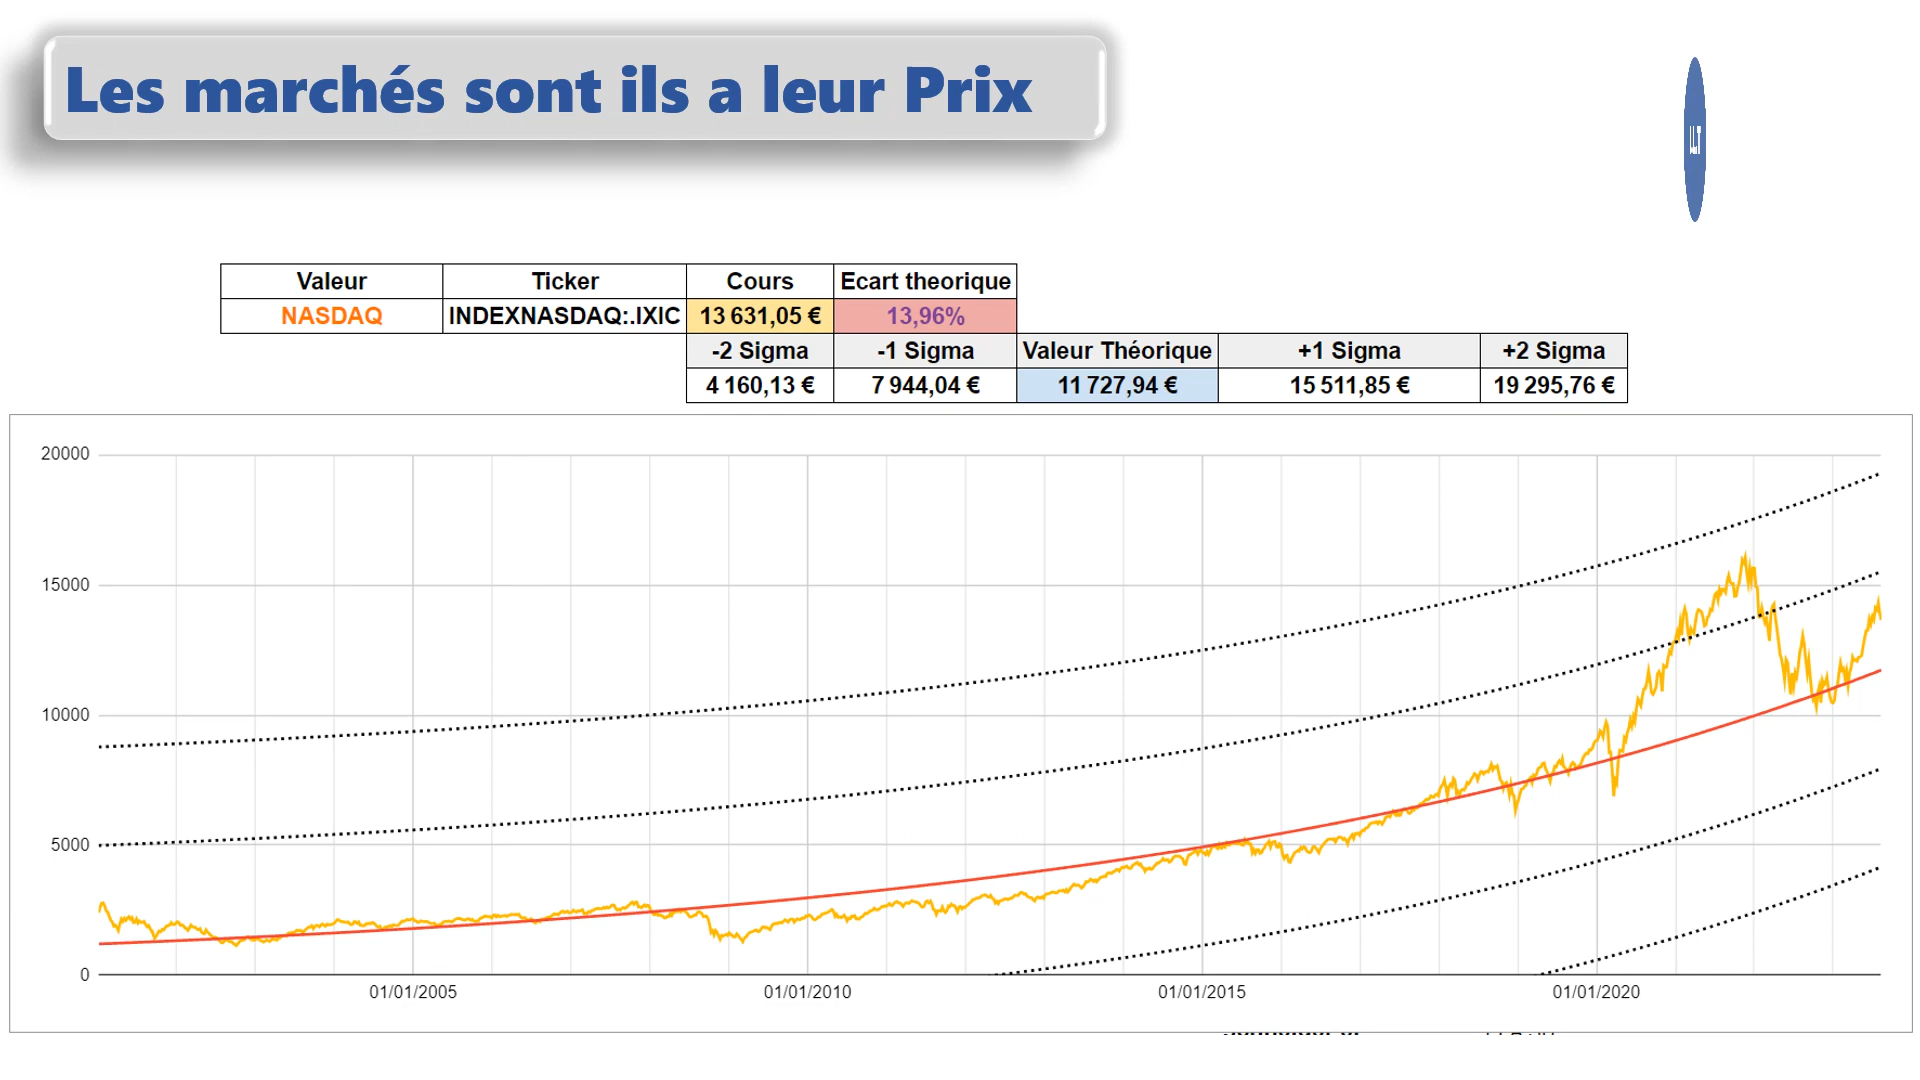 Les marchés sont ils a leur Prix
Valeur Ticker Cours Ecart theorique
NASDAQ INDEXNASDAQ:.IXIC 13 631,05 € 13,96%
-2 Sigma -1 Sigma Valeur Théorique +1 Sigma +2 Sigma
4 160,13 € 7 944,04 € 11 727,94 € 15 511,85 € 19 295,76 €
20000
15000
10000
5000
0
01/01/2005 01/01/2010 01/01/2015 01/01/2020